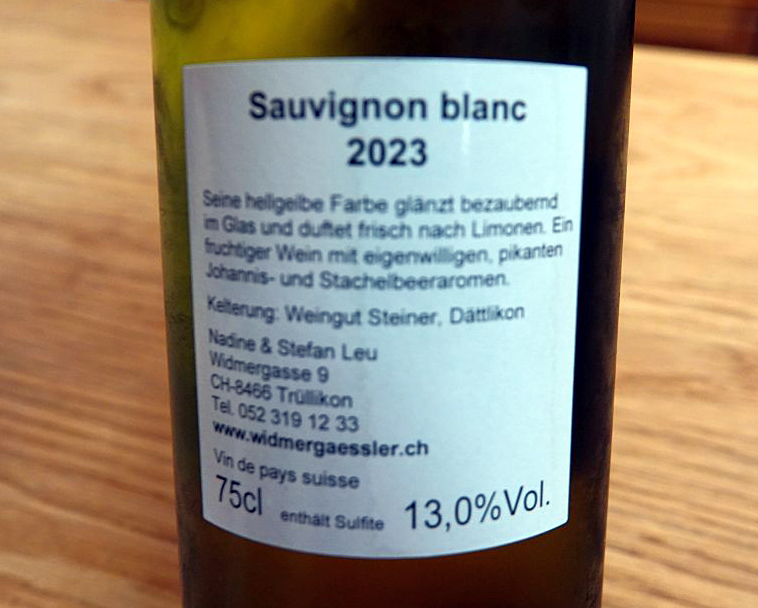 Sauvignon blanc
2023
Seine hellgelbe Farbe glänzt bezaubernd
im Glas und duftet frisch nach Limonen. Ein
fruchtiger Wein mit eigenwilligen, pikanten
Johannis- und Stachelbeeraromen.
Kelterung: Weingut Steiner, Dättlikon
Nadine & Stefan Leu
Widmergasse 9
CH-8466 Trüllikon
Tel. 052 319 12 33
www.widmergaessler.ch
Vin de pays suisse
75cl enthält Sulfite 13,0%Vol.